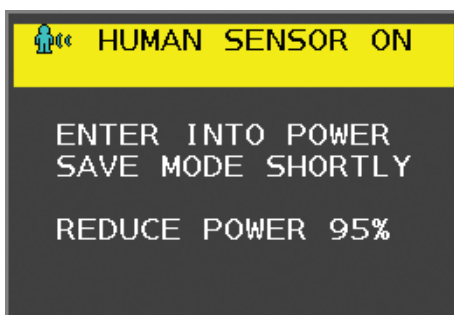 HUMAN SENSOR ON
ENTER INTO POWER
SAVE MODE SHORTLY
REDUCE POWER 95%